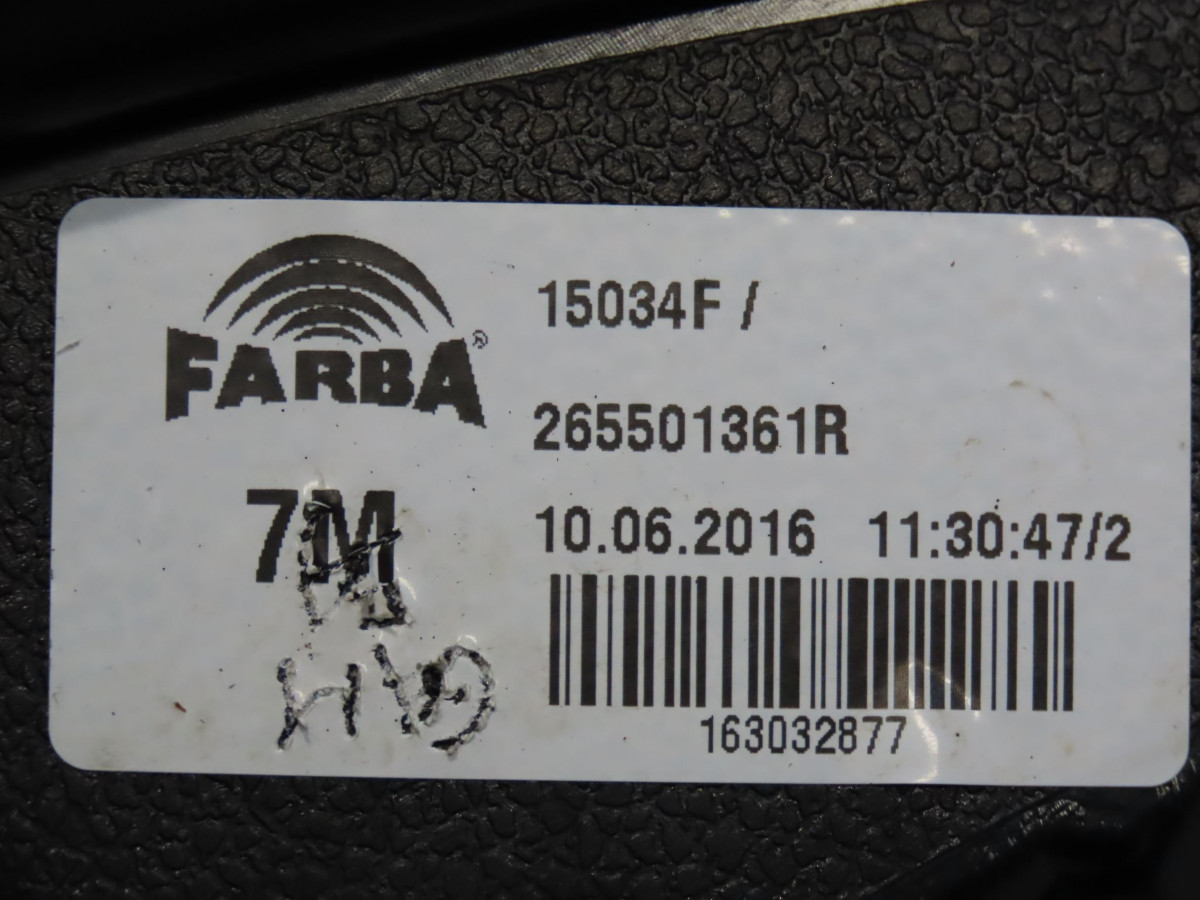 FARBA®
15034F /
265501361R
7M
10.06.2016 11:30:47/2
163032877